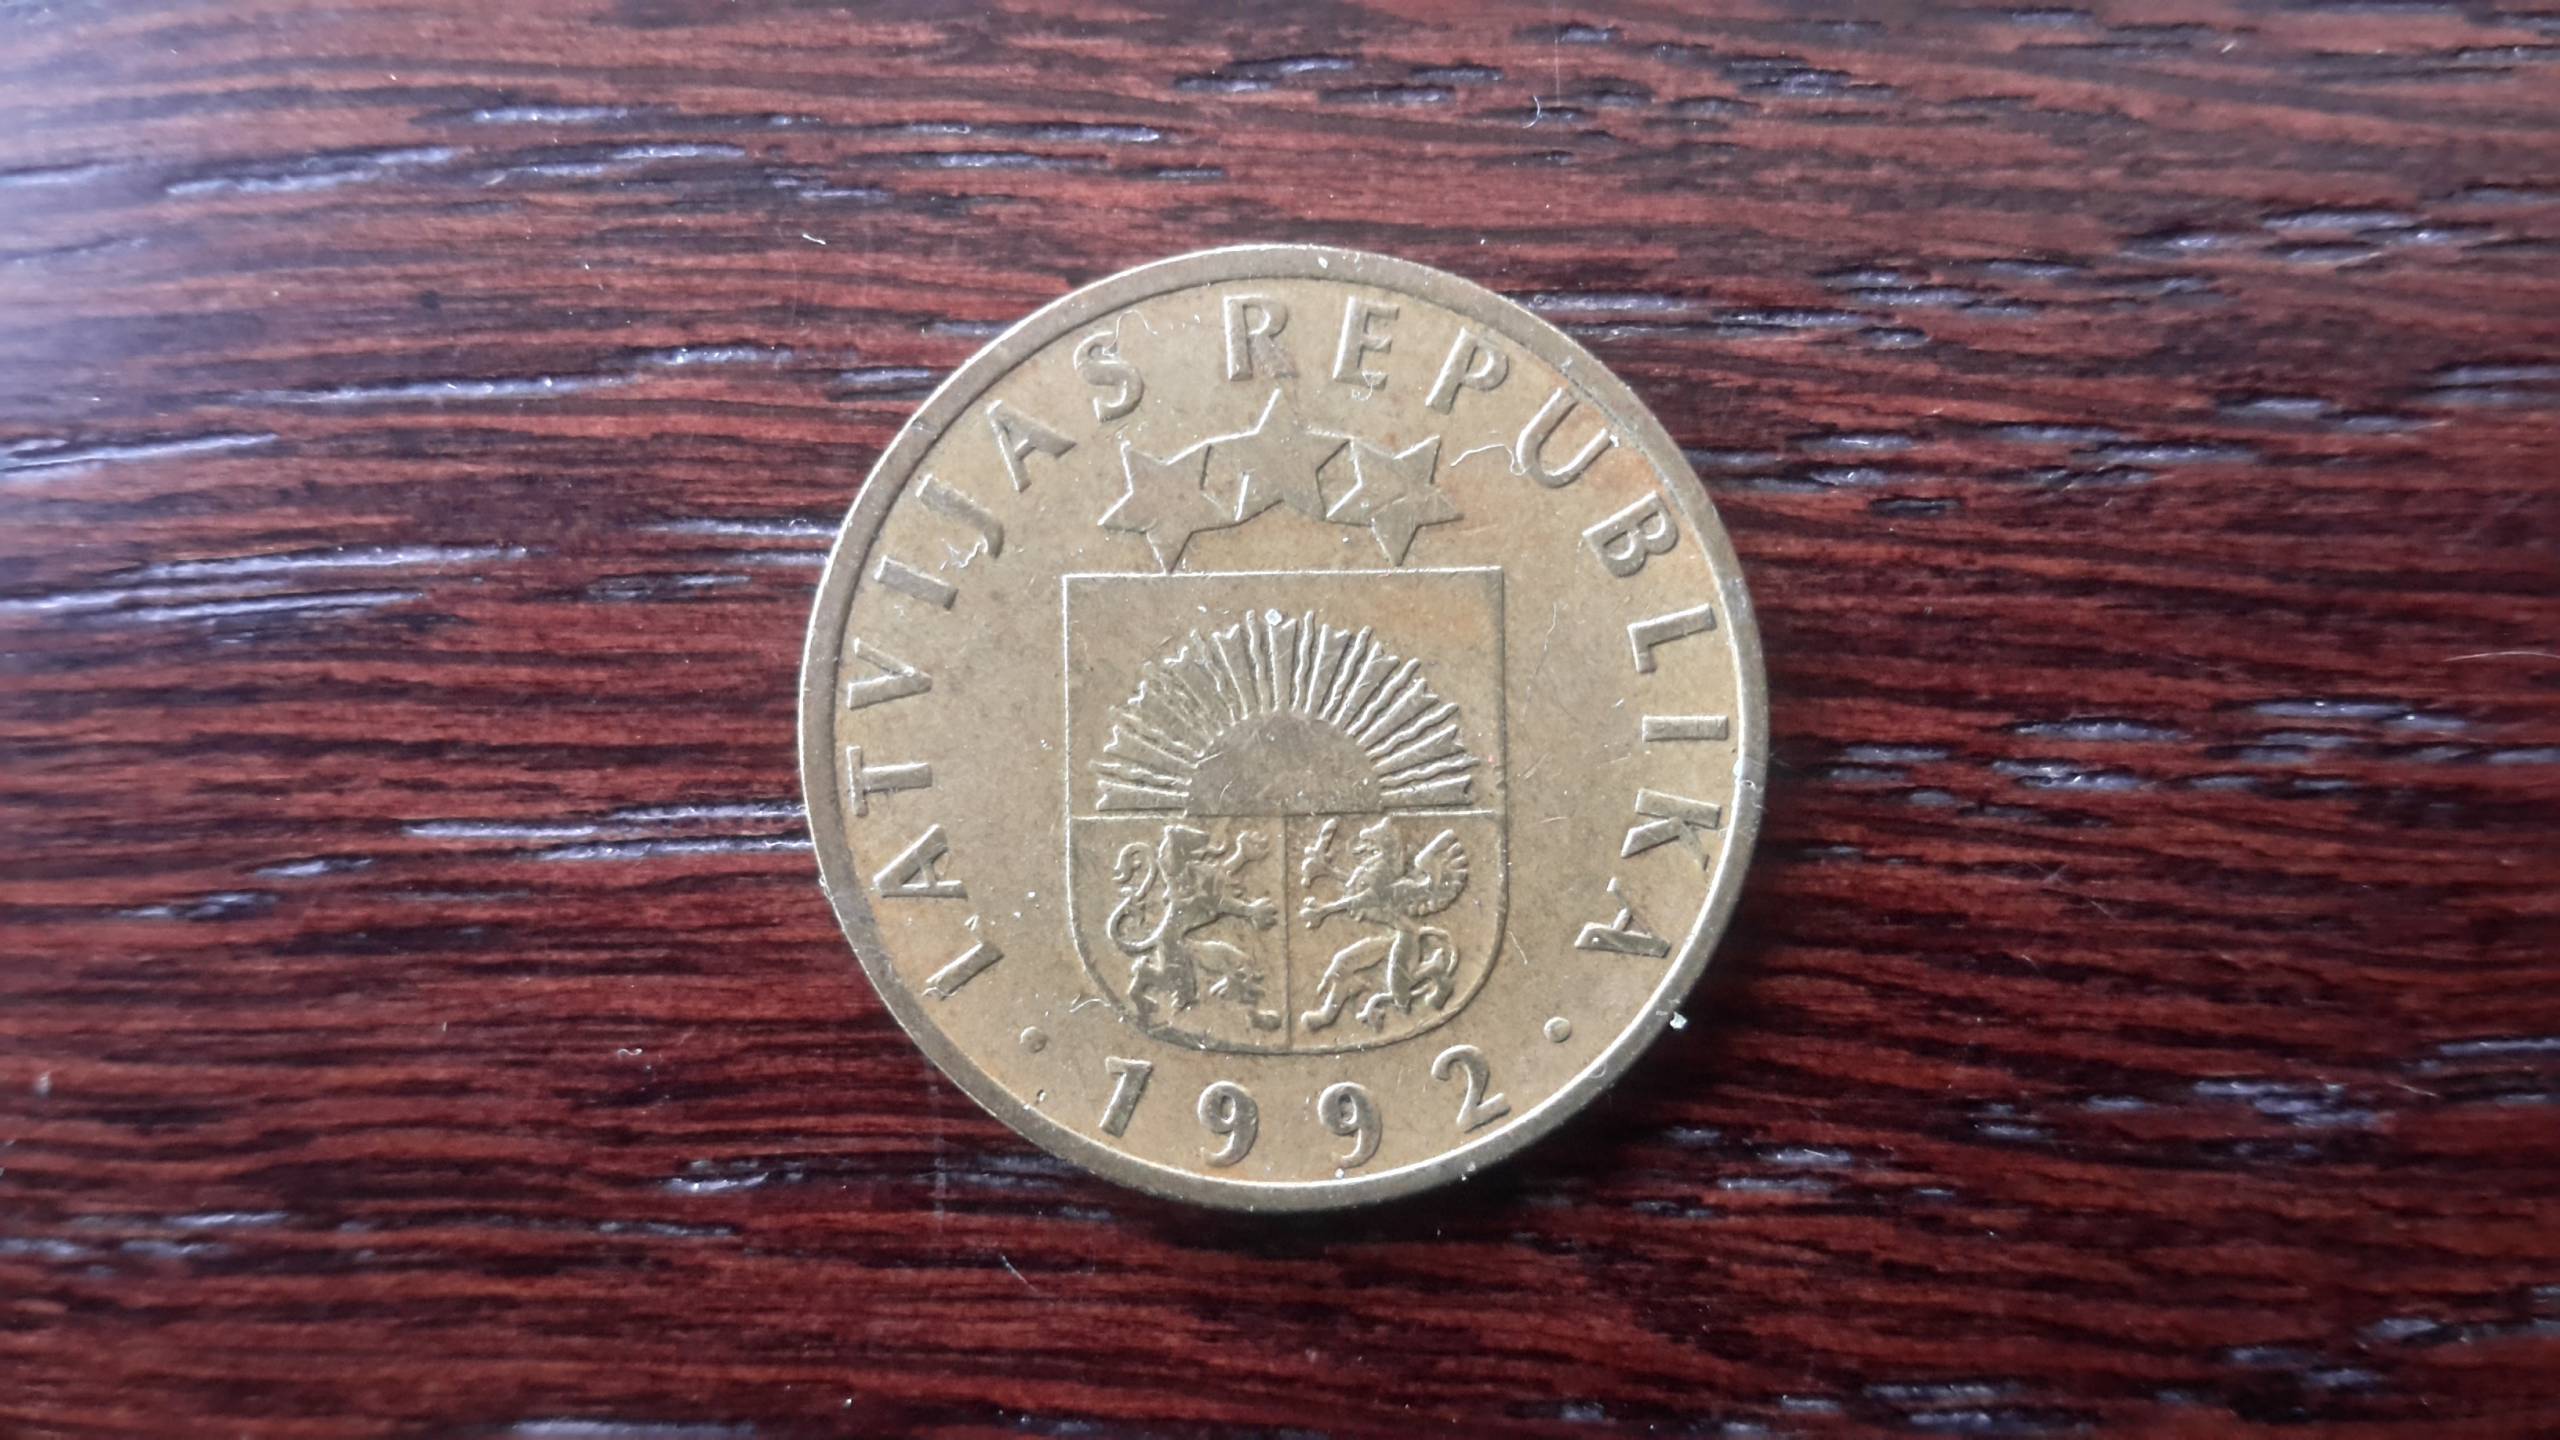 LATVIJAS REPUBLIKA
· 1992 ·